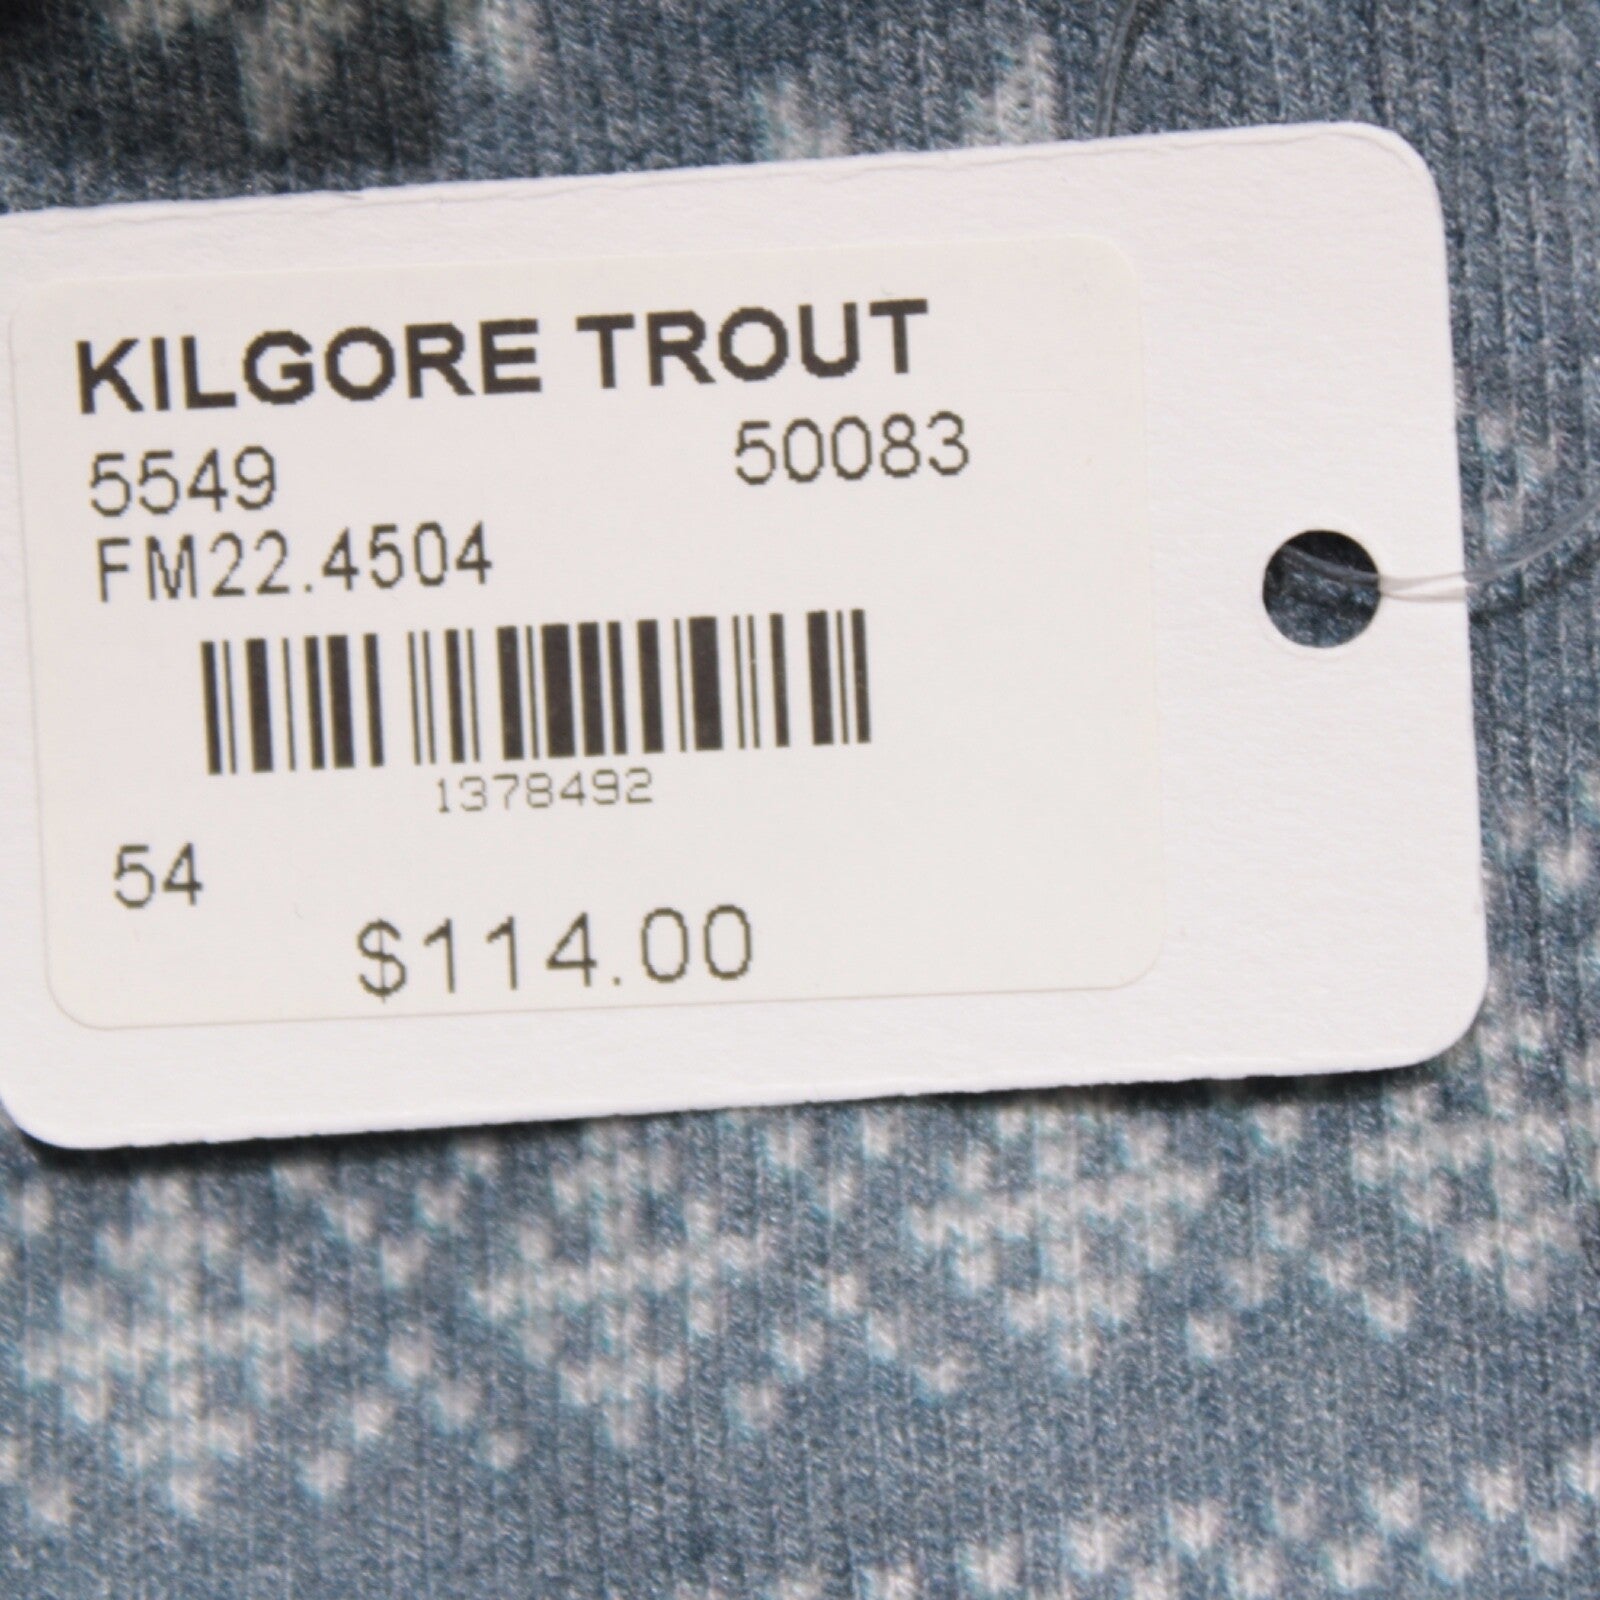 KILGORE TROUT
5549 50083
FM22.4504
1378492
54
$114.00